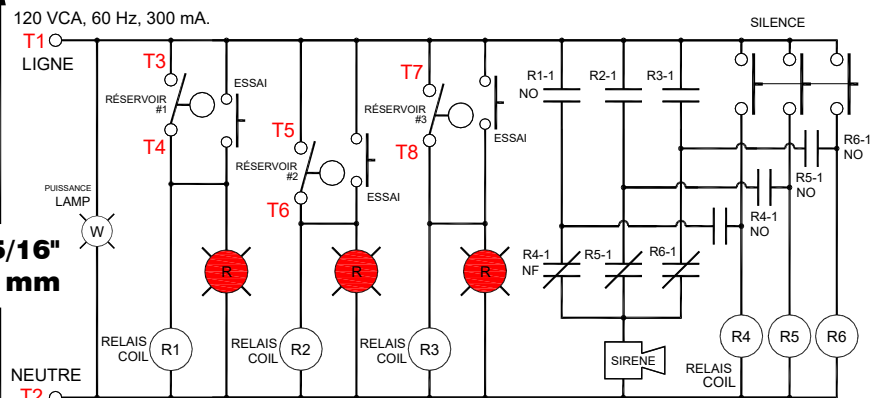 120 VCA, 60 Hz, 300 mA.
T1
LIGNE
SILENCE
T3
RÉSERVOIR
#1
T4
ESSAI
T5
RÉSERVOIR
#2
T6
ESSAI
T7
RÉSERVOIR
#3
T8
ESSAI
R1-1
NO
R2-1
R3-1
R6-1
NO
R5-1
NO
R4-1
NO
PUISSANCE
LAMP
W
5/16"
mm
R
R
R
R4-1
NF
R5-1
R6-1
RELAIS
COIL
R1
RELAIS
COIL
R2
RELAIS
COIL
R3
SIRENE
R4
RELAIS
COIL
R5
R6
NEUTRE
T2